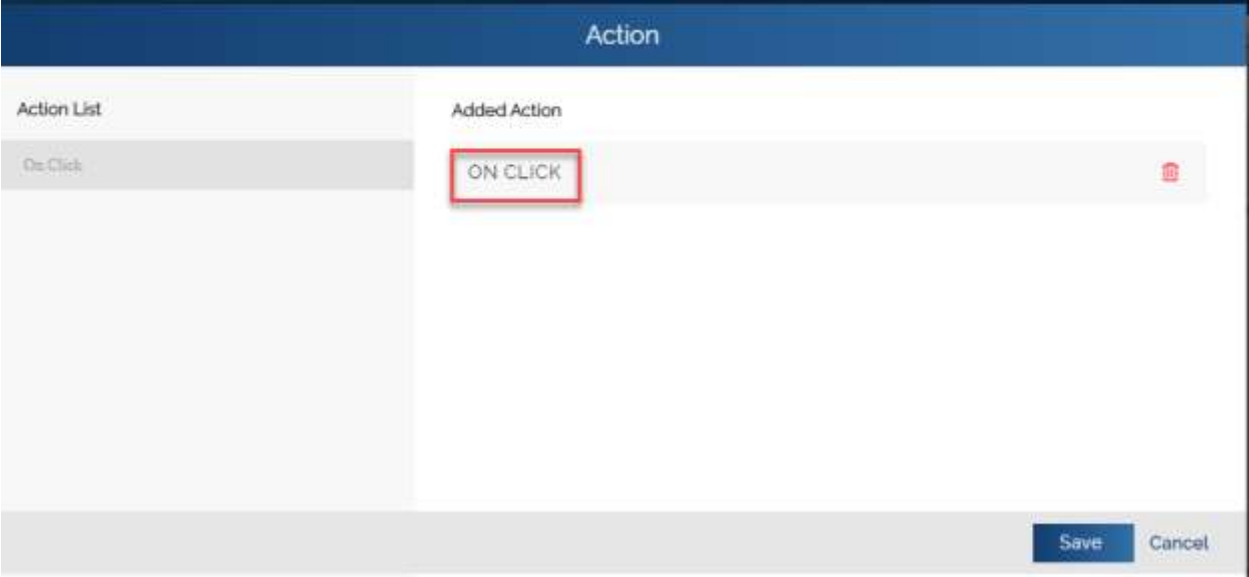 Action
Action List
Added Action
On Click
ON CLICK
Save
Cancel